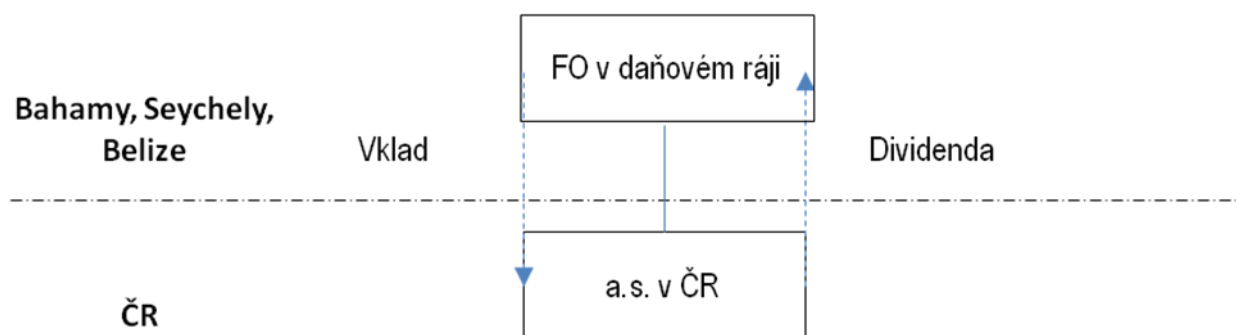 FO v daňovém ráji
Bahamy, Seychely,
Belize
Vklad
Dividenda
a.s. v ČR
ČR